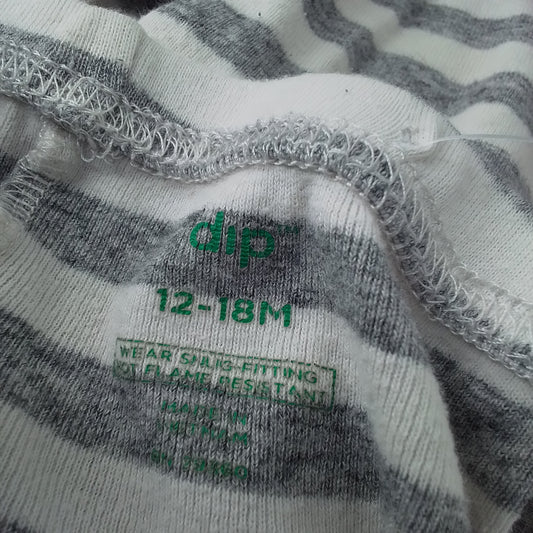 dip
12-18M
WEAR SNUG-FITTING
NOT FLAME RESISTANT
MADE IN